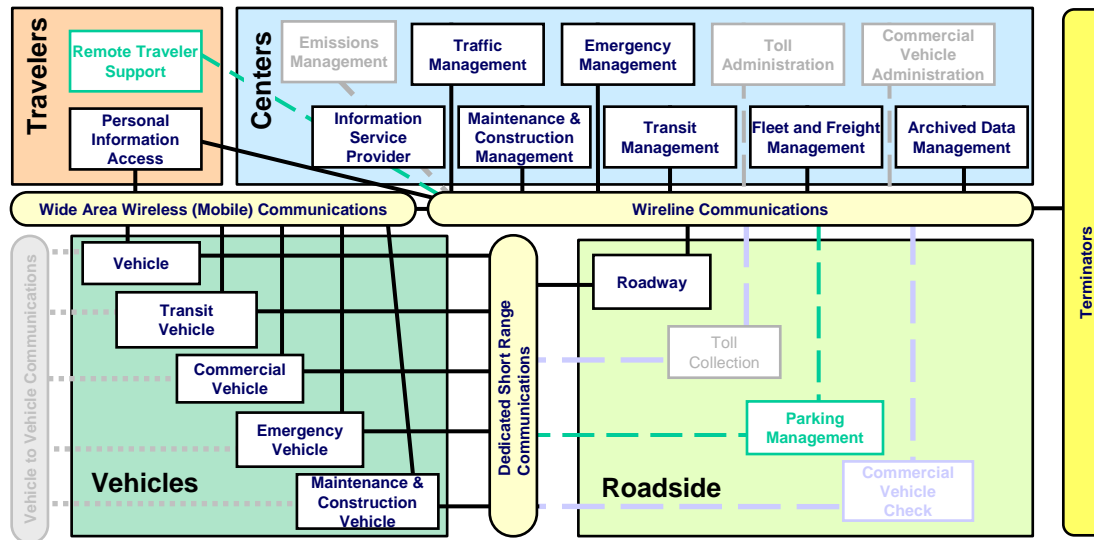 Travelers
Remote Traveler
Support
Personal
Information
Access
Centers
Emissions
Management
Traffic
Management
Emergency
Management
Toll
Administration
Commercial
Vehicle
Administration
Information
Service
Provider
Maintenance &
Construction
Management
Transit
Management
Fleet and Freight
Management
Archived Data
Management
Wide Area Wireless (Mobile) Communications
Wireline Communications
Terminators
Vehicle to Vehicle Communications
Vehicle
Transit
Vehicle
Commercial
Vehicle
Emergency
Vehicle
Maintenance &
Construction
Vehicle
Vehicles
Dedicated Short Range
Communications
Roadway
Toll
Collection
Parking
Management
Commercial
Vehicle
Check
Roadside